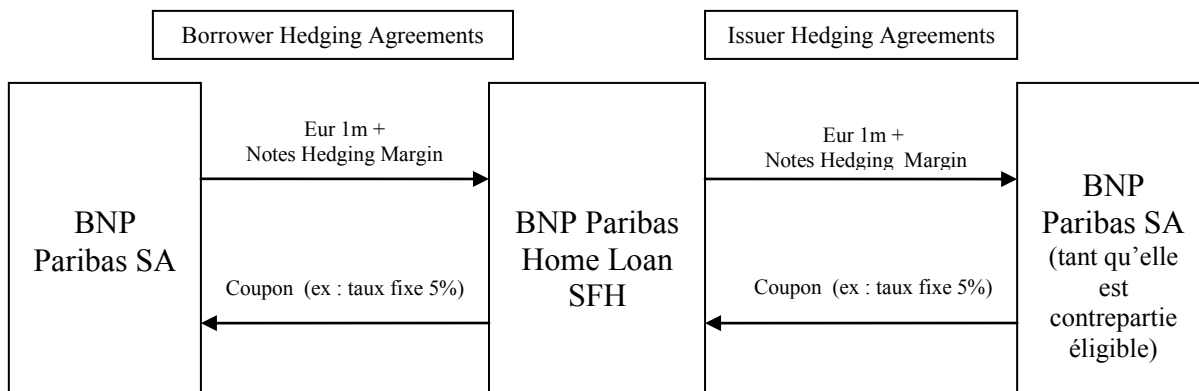 Borrower Hedging Agreements
Issuer Hedging Agreements
BNP
Paribas SA
Eur 1m +
Notes Hedging Margin
Coupon (ex : taux fixe 5%)
BNP Paribas
Home Loan
SFH
Eur 1m +
Notes Hedging Margin
Coupon (ex : taux fixe 5%)
BNP
Paribas SA
(tant qu’elle
est
contrepartie
éligible)